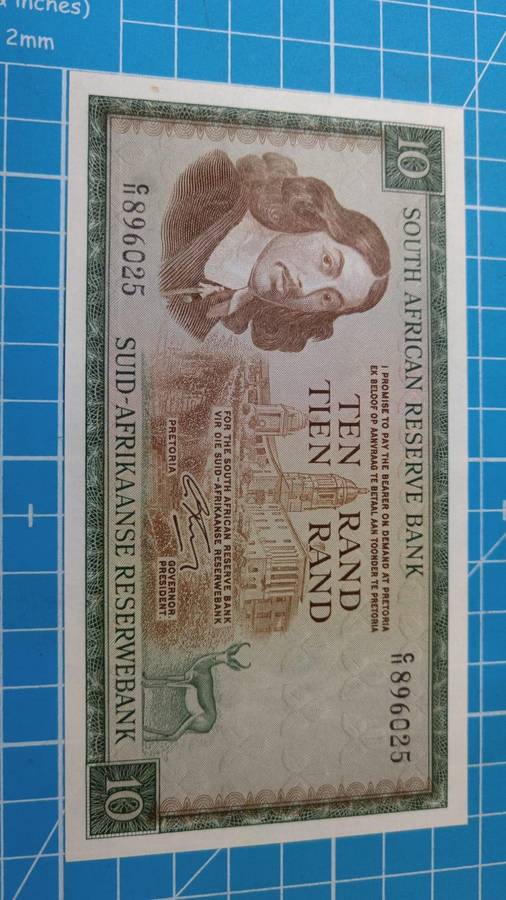 inches)
2mm
10
SOUTH AFRICAN RESERVE BANK
I PROMISE TO PAY THE BEARER ON DEMAND AT PRETORIA
EK BELOOF OP AANVRAAG TE BETAAL AAN TOONDER TE PRETORIA
C/11 896025
TEN RAND
TIEN RAND
FOR THE SOUTH AFRICAN RESERVE BANK
VIR DIE SUID-AFRIKAANSE RESERWEBANK
PRETORIA
GOVERNOR.
PRESIDENT.
C/11 896025
SUID-AFRIKAANSE RESERWEBANK
10